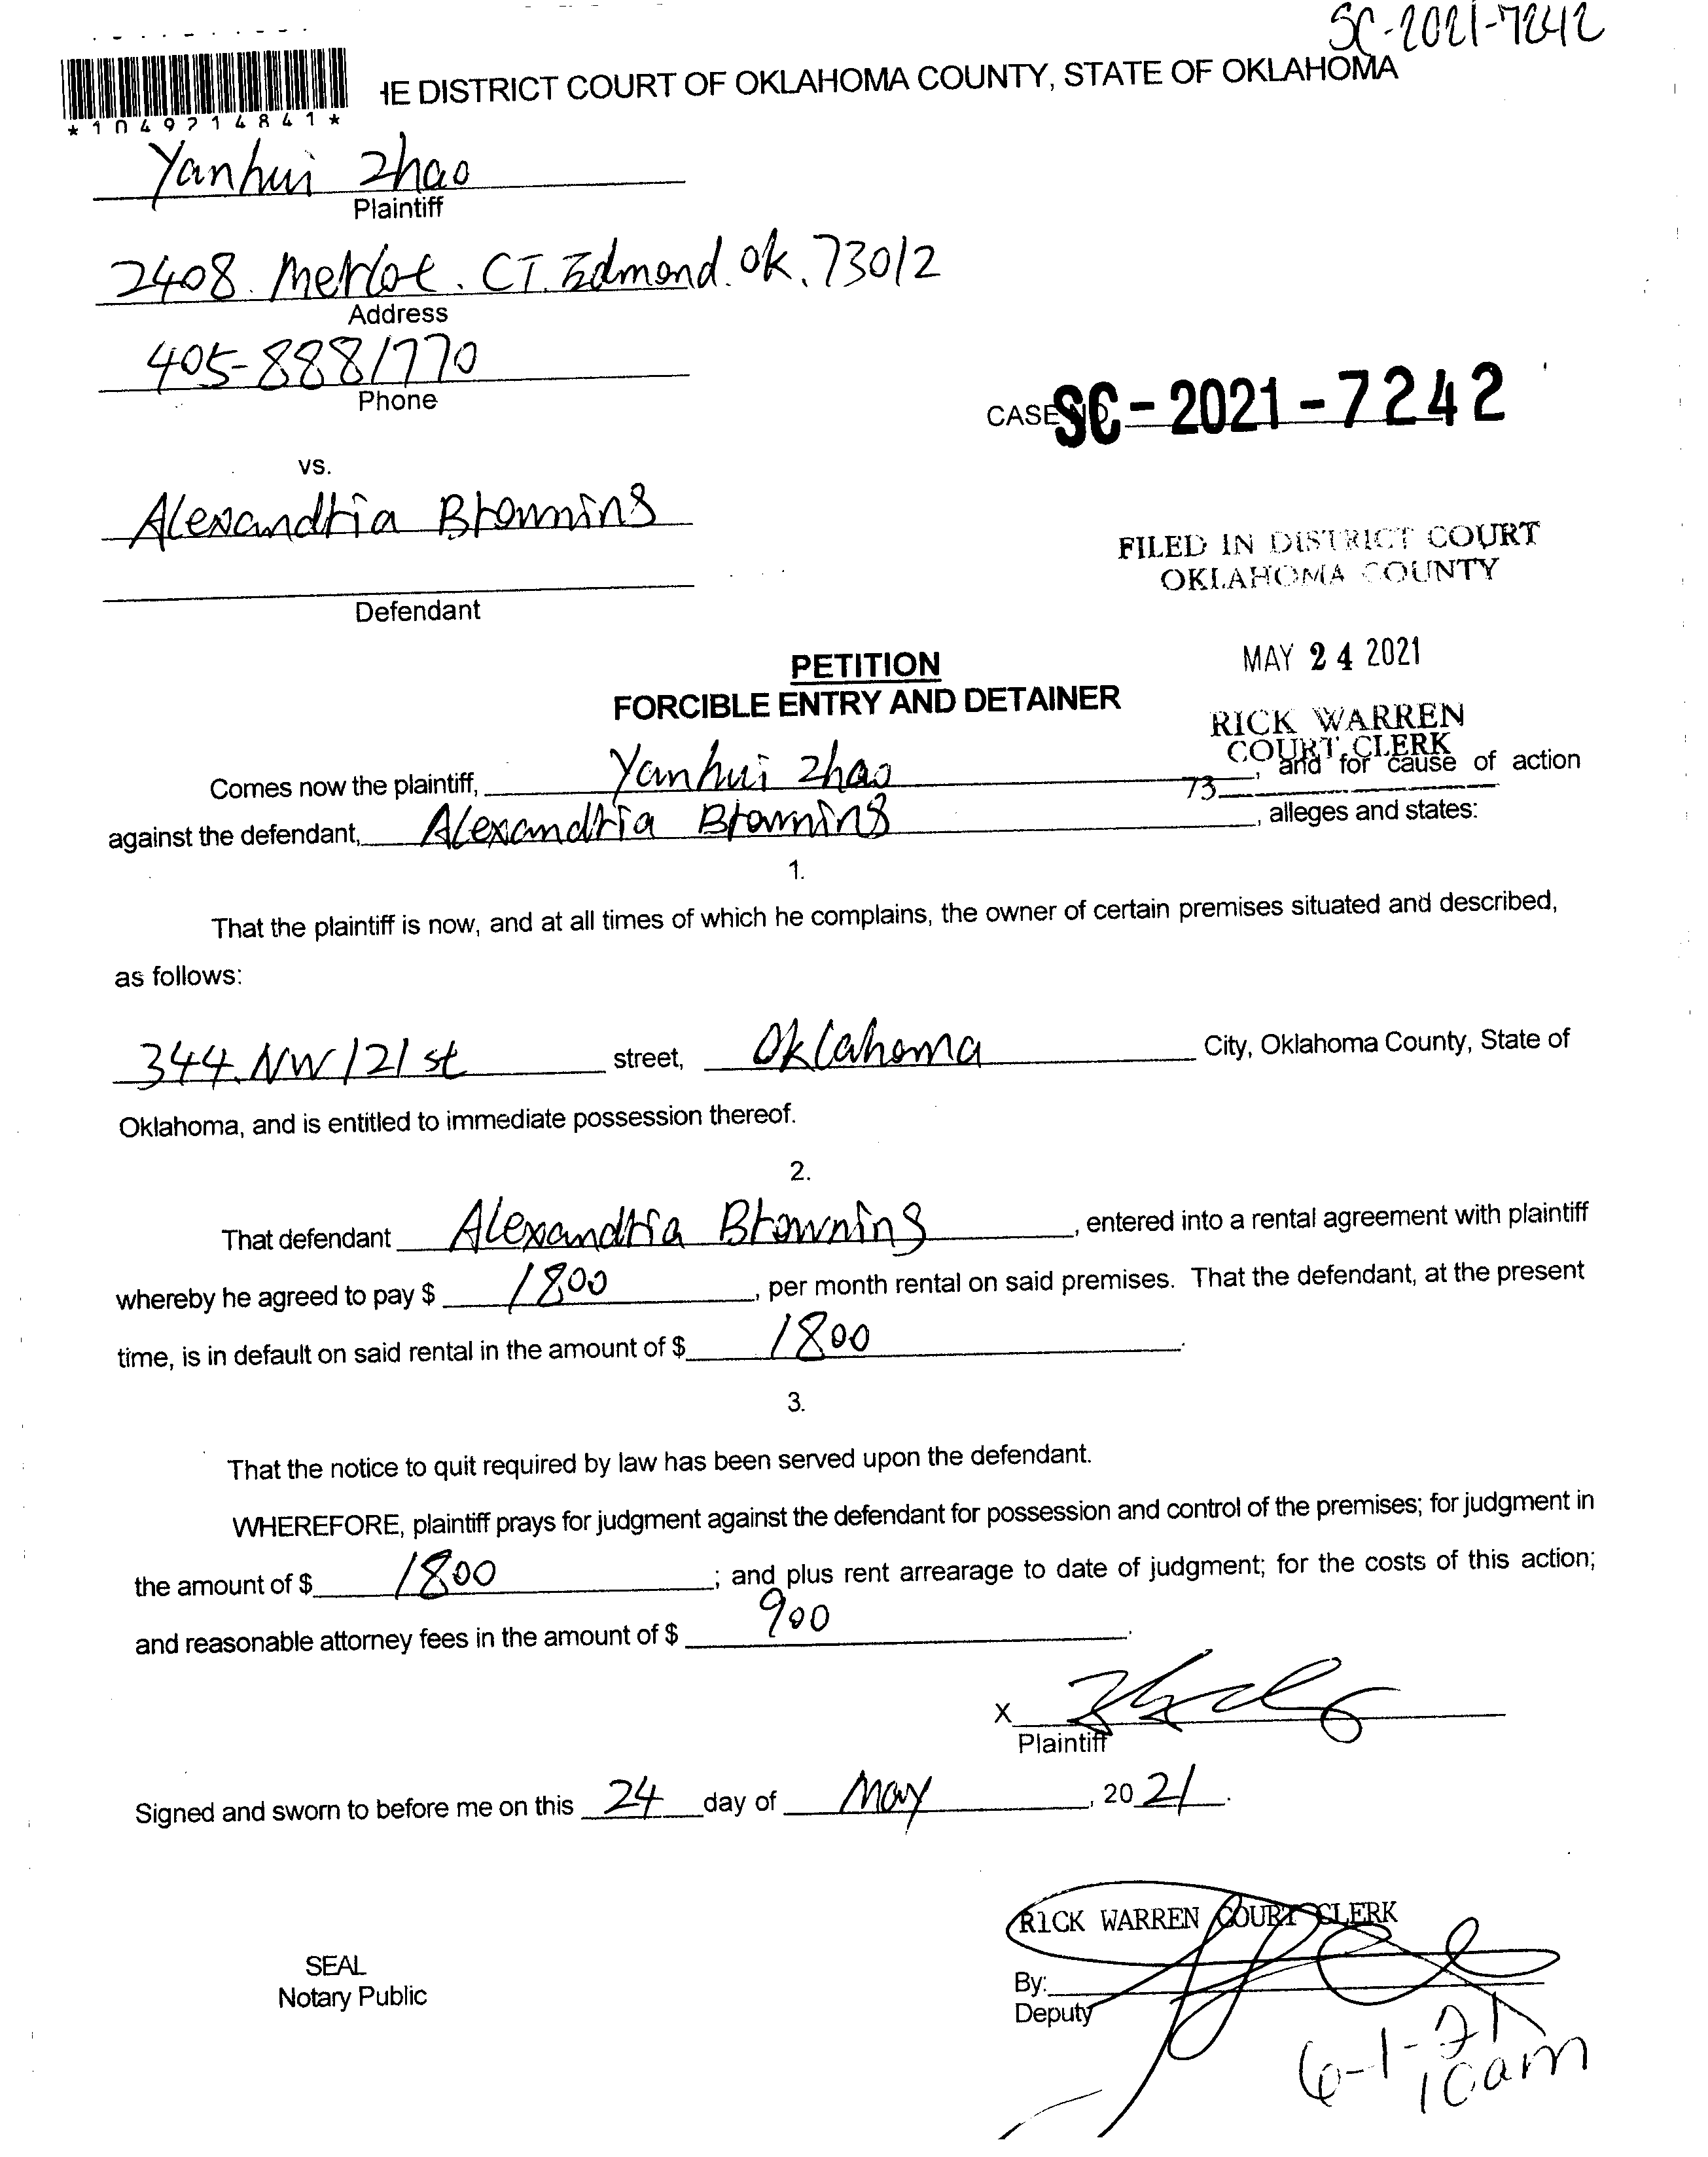 SC-2021-7242
HE DISTRICT COURT OF OKLAHOMA COUNTY, STATE OF OKLAHOMA
*1049214841*
Yanhui Zhao
Plaintiff
2408. Merlot. CT. Edmond. ok. 73012
Address
405-8881770
Phone
CASE NO. SC-2021-7242
vs.
Alexandria Browning
FILED IN DISTRICT COURT
OKLAHOMA COUNTY
Defendant
MAY 24 2021
PETITION
FORCIBLE ENTRY AND DETAINER
RICK WARREN
COURT CLERK
73
Comes now the plaintiff, Yanhui Zhao, and for cause of action
against the defendant, Alexandria Browning, alleges and states:
1.
That the plaintiff is now, and at all times of which he complains, the owner of certain premises situated and described,
as follows:
344. NW 121 st street, Oklahoma City, Oklahoma County, State of
Oklahoma, and is entitled to immediate possession thereof.
2.
That defendant Alexandria Browning, entered into a rental agreement with plaintiff
whereby he agreed to pay $ 1800, per month rental on said premises. That the defendant, at the present
time, is in default on said rental in the amount of $ 1800.
3.
That the notice to quit required by law has been served upon the defendant.
WHEREFORE, plaintiff prays for judgment against the defendant for possession and control of the premises; for judgment in
the amount of $ 1800; and plus rent arrearage to date of judgment; for the costs of this action;
and reasonable attorney fees in the amount of $ 900.
X
Plaintiff
Signed and sworn to before me on this 24 day of May, 2021.
RICK WARREN COURT CLERK
SEAL
Notary Public
By:
Deputy
6-1-21
10am